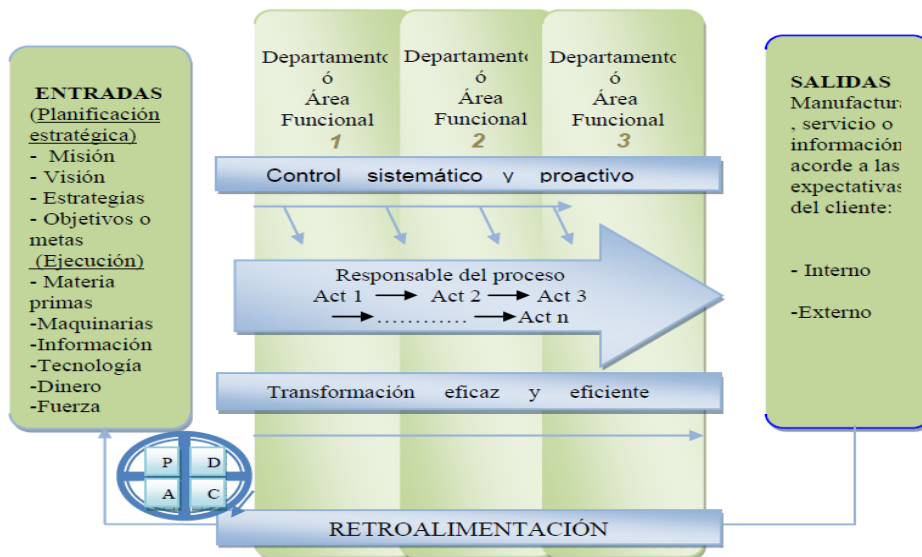 ENTRADAS
(Planificación
estratégica)
- Misión
- Visión
- Estrategias
- Objetivos o
metas
(Ejecución)
- Materia
primas
-Maquinarias
-Información
-Tecnología
-Dinero
-Fuerza
Departamento
ó
Área
Funcional
1
Departamento
ó
Área
Funcional
2
Departamento
ó
Área
Funcional
3
Control sistemático y proactivo
Responsable del proceso
Act 1 Act 2 Act 3
............ Act n
Transformación eficaz y eficiente
SALIDAS
Manufactura
, servicio o
información
acorde a las
expectativas
del cliente:
- Interno
-Externo
P D
A C
RETROALIMENTACIÓN